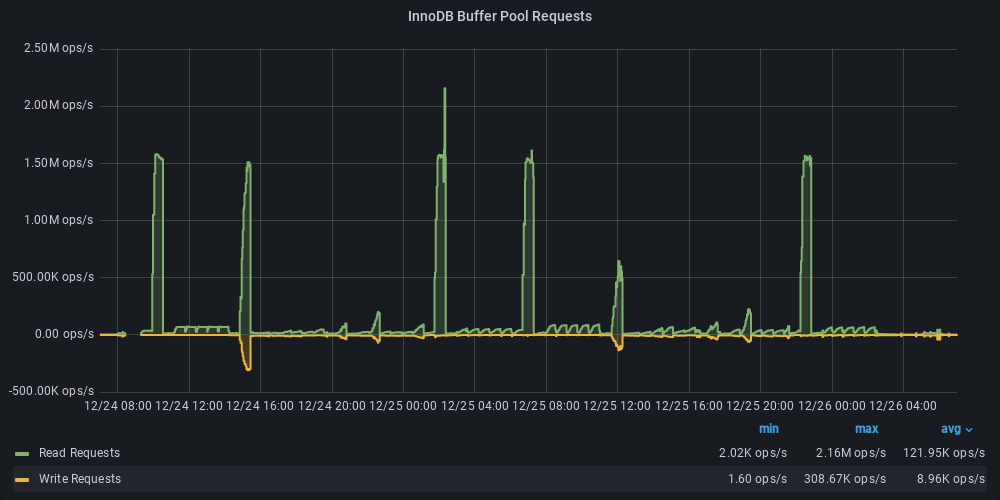 InnoDB Buffer Pool Requests
2.50M ops/s
2.00M ops/s
1.50M ops/s
1.00M ops/s
500.00K ops/s
0.00 ops/s
-500.00K ops/s
12/24 08:00 12/24 12:00 12/24 16:00 12/24 20:00 12/25 00:00 12/25 04:00 12/25 08:00 12/25 12:00 12/25 16:00 12/25 20:00 12/26 00:00 12/26 04:00
min max avg
Read Requests 2.02K ops/s 2.16M ops/s 121.95K ops/s
Write Requests 1.60 ops/s 308.67K ops/s 8.96K ops/s